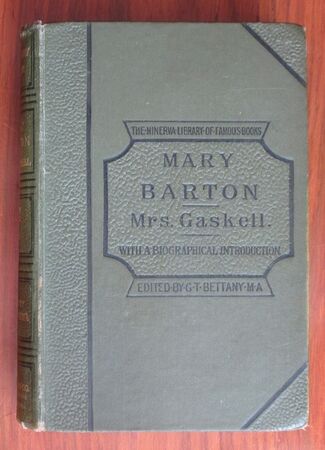 THE·MINERVA·LIBRARY·OF·FAMOUS·BOOKS
MARY
BARTON
Mrs. Gaskell.
WITH A BIOGRAPHICAL INTRODUCTION
EDITED·BY·G·T·BETTANY·M·A